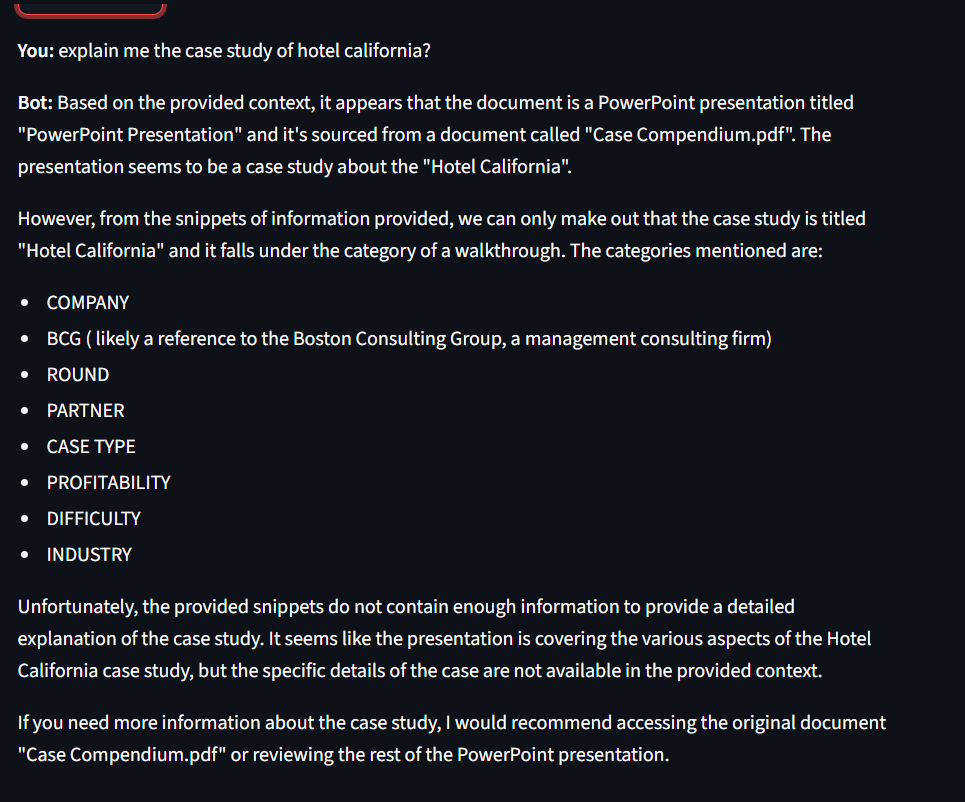 You: explain me the case study of hotel california?
Bot: Based on the provided context, it appears that the document is a PowerPoint presentation titled
"PowerPoint Presentation" and it's sourced from a document called "Case Compendium.pdf". The
presentation seems to be a case study about the "Hotel California".
However, from the snippets of information provided, we can only make out that the case study is titled
"Hotel California" and it falls under the category of a walkthrough. The categories mentioned are:
• COMPANY
• BCG ( likely a reference to the Boston Consulting Group, a management consulting firm)
• ROUND
• PARTNER
• CASE TYPE
• PROFITABILITY
• DIFFICULTY
• INDUSTRY
Unfortunately, the provided snippets do not contain enough information to provide a detailed
explanation of the case study. It seems like the presentation is covering the various aspects of the Hotel
California case study, but the specific details of the case are not available in the provided context.
If you need more information about the case study, I would recommend accessing the original document
"Case Compendium.pdf" or reviewing the rest of the PowerPoint presentation.